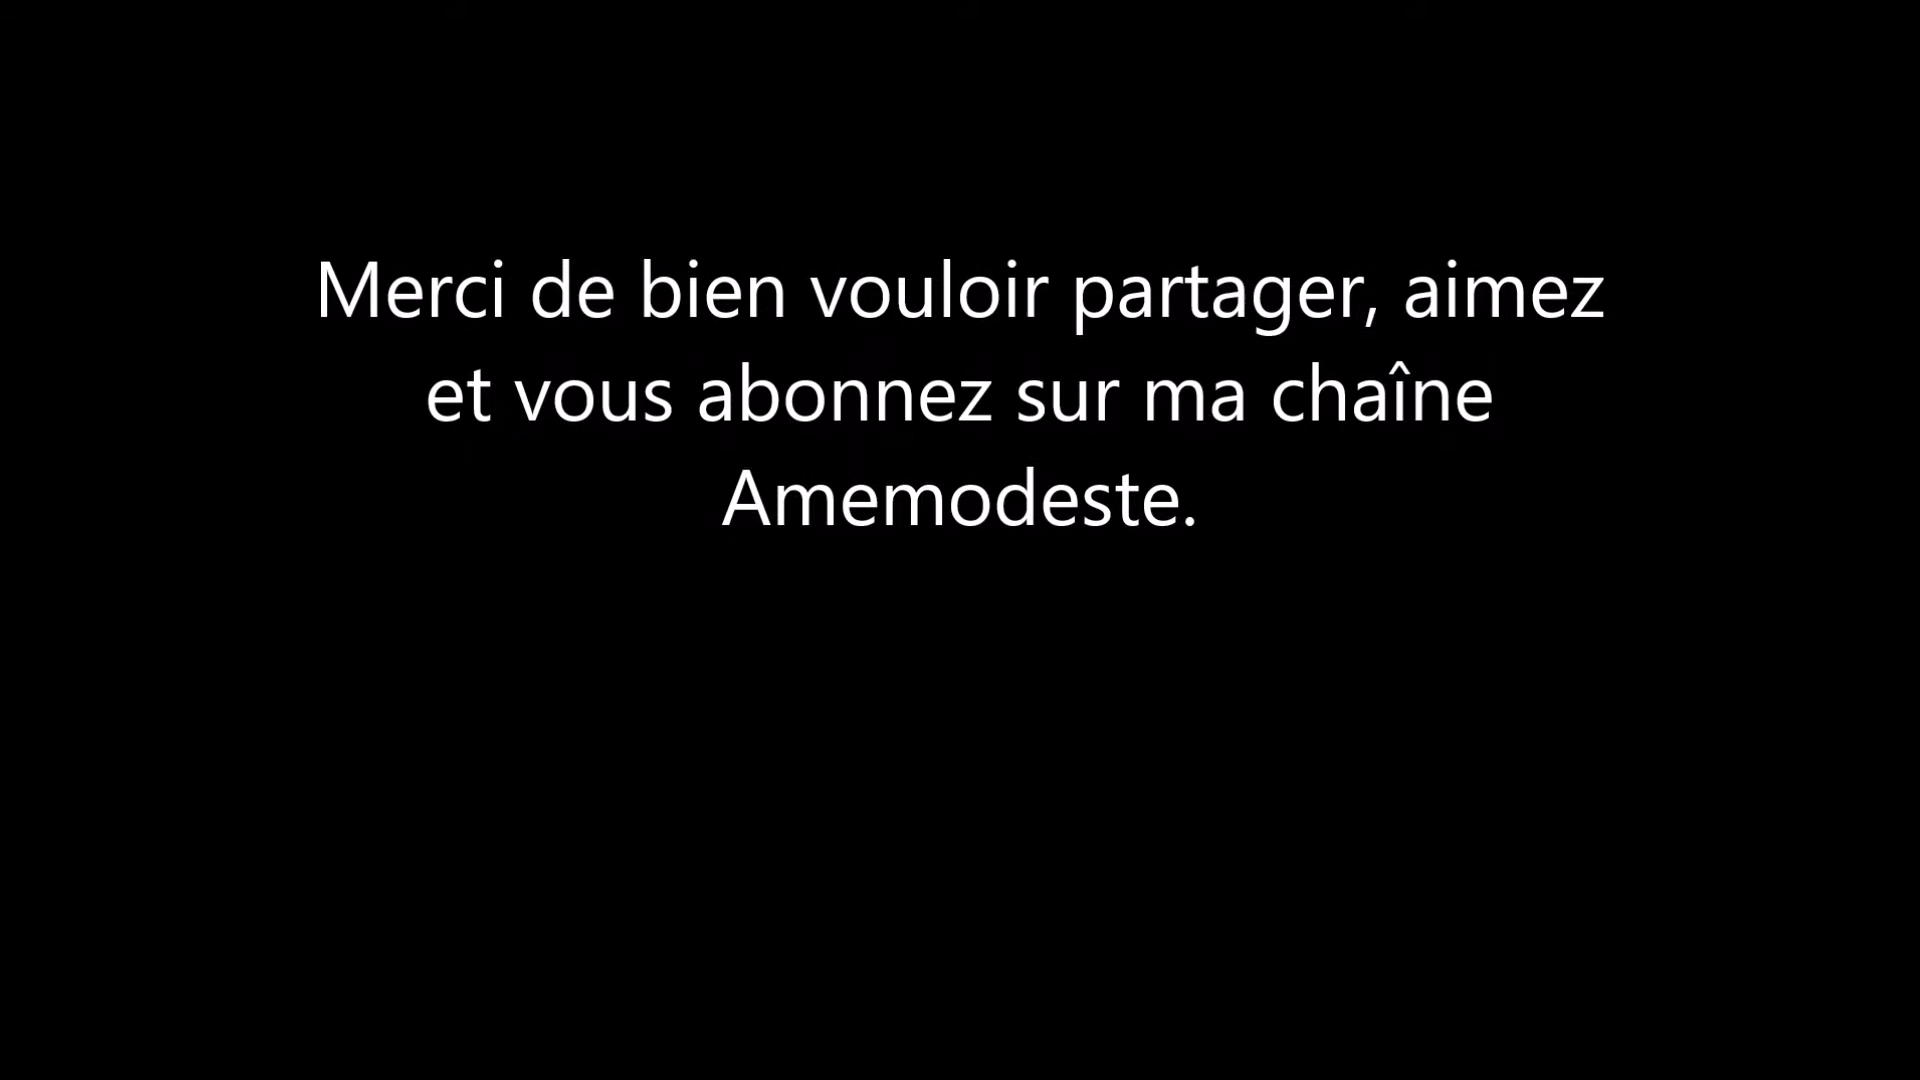 Merci de bien vouloir partager, aimez
et vous abonnez sur ma chaîne
Amemodeste.